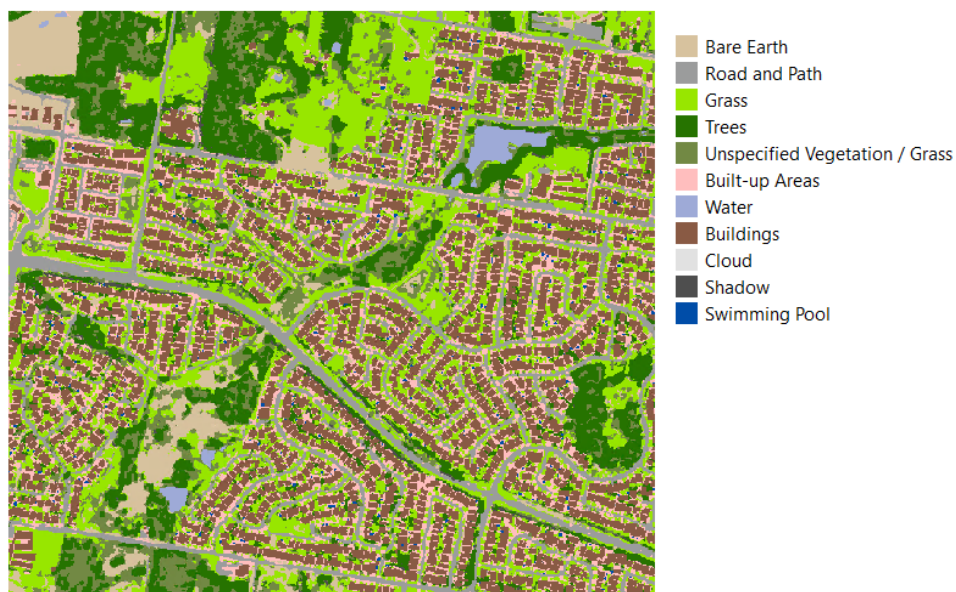 Bare Earth
Road and Path
Grass
Trees
Unspecified Vegetation / Grass
Built-up Areas
Water
Buildings
Cloud
Shadow
Swimming Pool